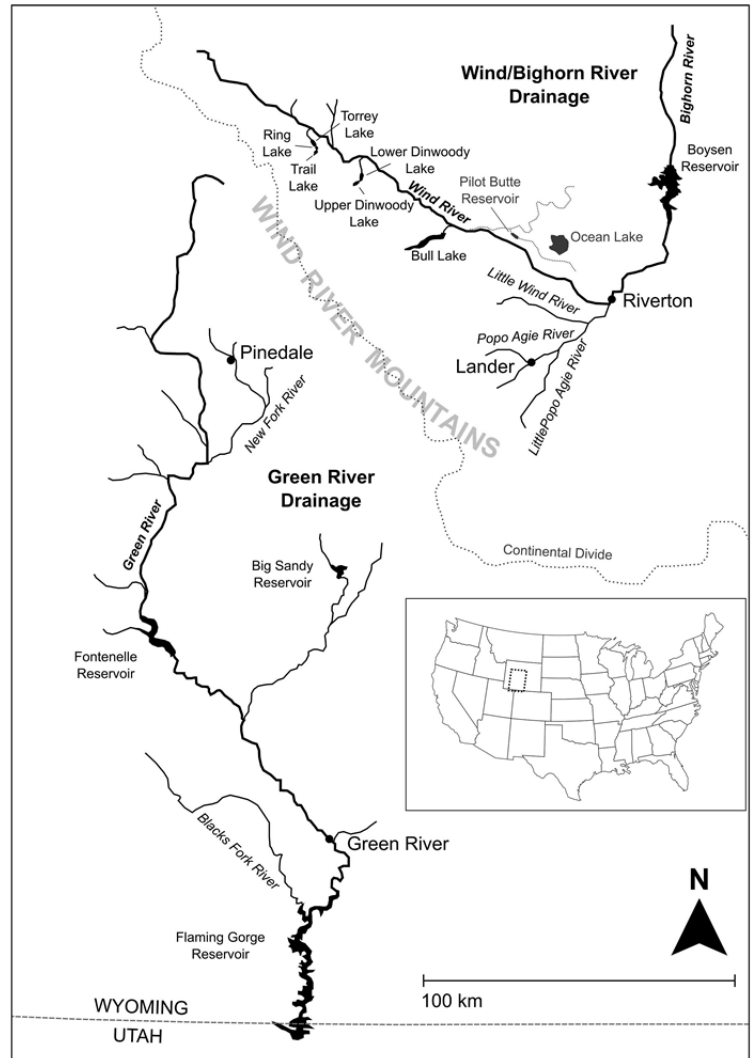 Wind/Bighorn River
Drainage
Bighorn River
Torrey
Lake
Ring
Lake
Trail
Lake
Lower Dinwoody
Lake
Upper Dinwoody
Lake
Wind River
Pilot Butte
Reservoir
Boysen
Reservoir
Ocean Lake
Bull Lake
WIND RIVER MOUNTAINS
Little Wind River
Riverton
Popo Agie River
Lander
LittlePopo Agie River
Pinedale
New Fork River
Green River
Drainage
Green River
Continental Divide
Big Sandy
Reservoir
Fontenelle
Reservoir
Blacks Fork River
Green River
Flaming Gorge
Reservoir
N
100 km
WYOMING
UTAH